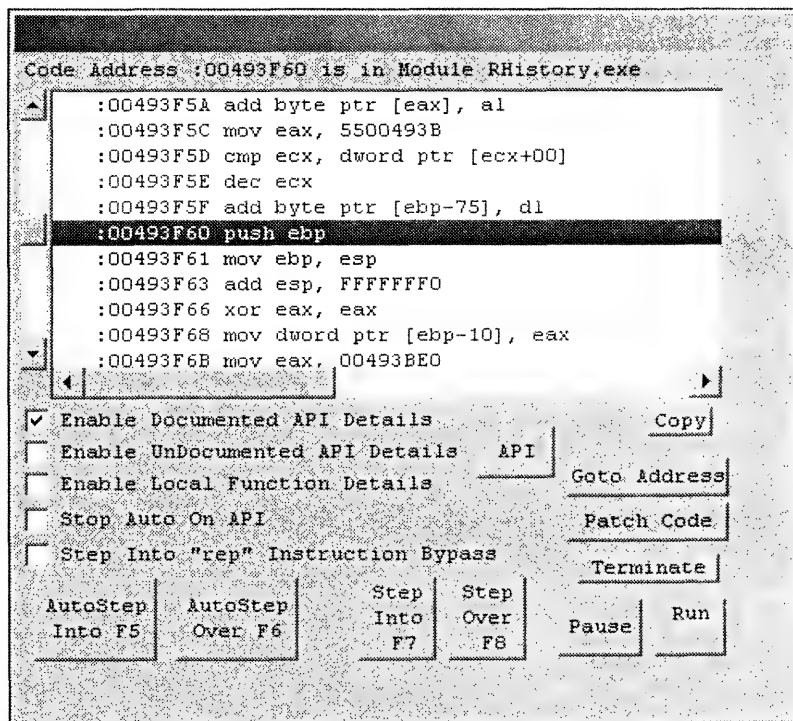 Code Address :00493F60 is in Module RHistory.exe
:00493F5A add byte ptr [eax], al
:00493F5C mov eax, 5500493B
:00493F5D cmp ecx, dword ptr [ecx+00]
:00493F5E dec ecx
:00493F5F add byte ptr [ebp-75], dl
:00493F60 push ebp
:00493F61 mov ebp, esp
:00493F63 add esp, FFFFFFF0
:00493F66 xor eax, eax
:00493F68 mov dword ptr [ebp-10], eax
:00493F6B mov eax, 00493BE0
Enable Documented API Details
Copy
Enable UnDocumented API Details
API
Enable Local Function Details
Goto Address
Stop Auto On API
Patch Code
Step Into "rep" Instruction Bypass
Terminate
AutoStep
Into F5
AutoStep
Over F6
Step
Into
F7
Step
Over
F8
Pause
Run